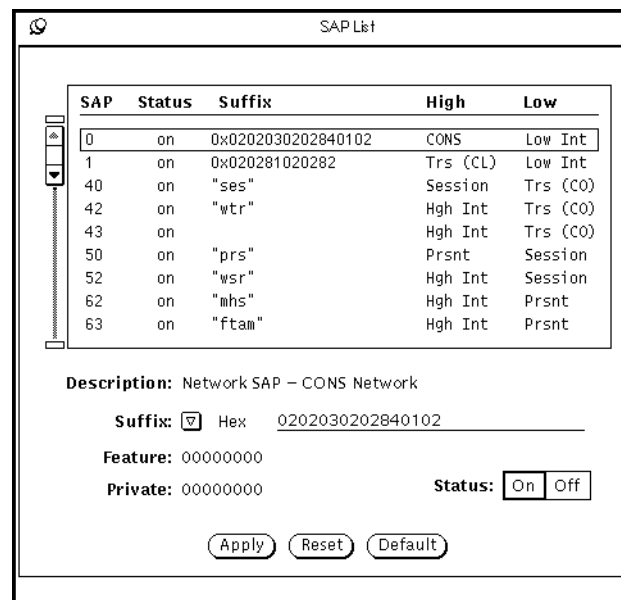 SAP List
SAP Status Suffix High Low
0 on 0x0202030202840102 CONS Low Int
1 on 0x020281020282 Trs (CL) Low Int
40 on "ses" Session Trs (CO)
42 on "wtr" Hgh Int Trs (CO)
43 on Hgh Int Trs (CO)
50 on "prs" Prsnt Session
52 on "wsr" Hgh Int Session
62 on "mhs" Hgh Int Prsnt
63 on "ftam" Hgh Int Prsnt
Description: Network SAP – CONS Network
Suffix: Hex 0202030202840102
Feature: 00000000
Private: 00000000 Status: On Off
Apply Reset Default